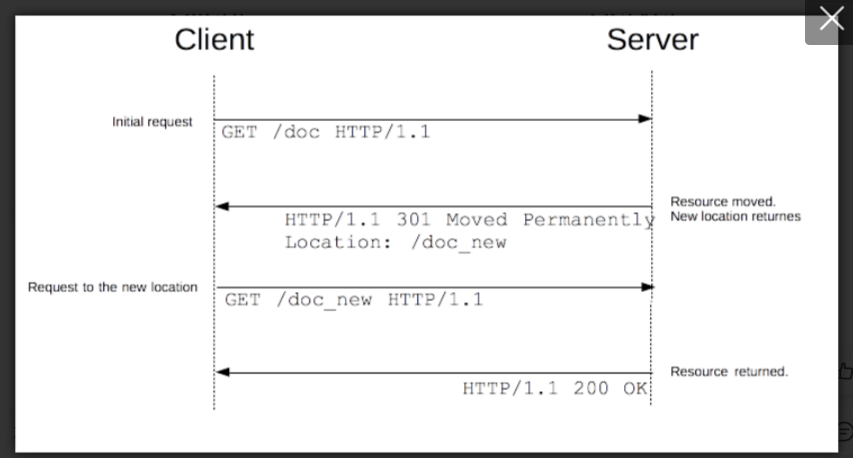 Client
Server
Initial request
GET /doc HTTP/1.1
Resource moved.
New location returnes
HTTP/1.1 301 Moved Permanently
Location: /doc_new
Request to the new location
GET /doc_new HTTP/1.1
Resource returned.
HTTP/1.1 200 OK